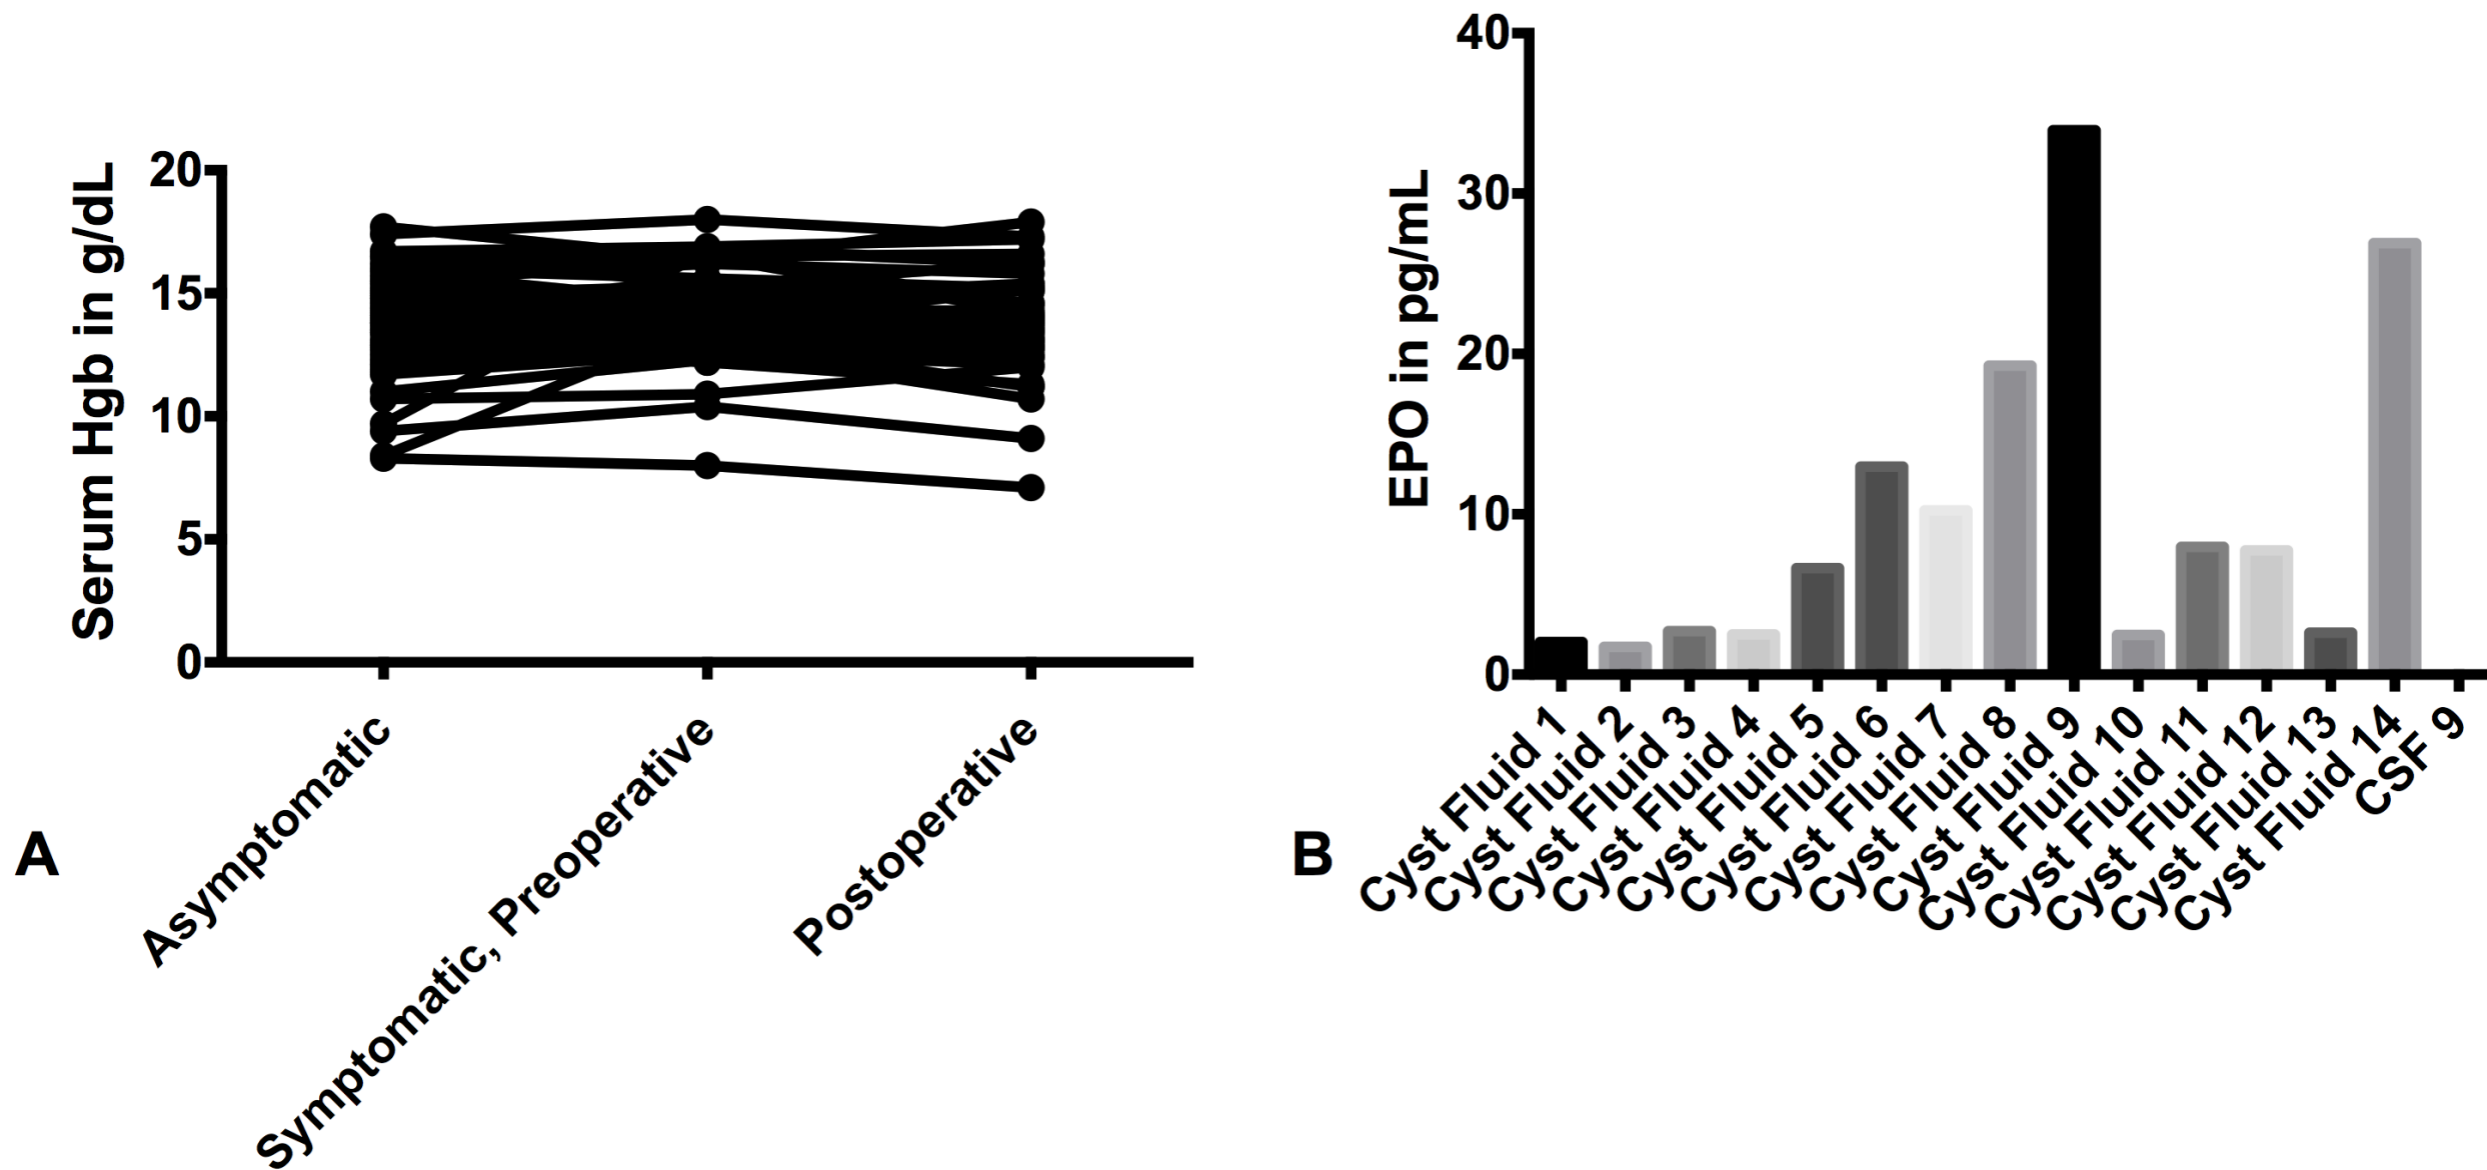 Serum Hgb in g/dL
20
15
10
5
0
Asymptomatic
Symptomatic, Preoperative
Postoperative
A
EPO in pg/mL
40
30
20
10
0
Cyst Fluid 1
Cyst Fluid 2
Cyst Fluid 3
Cyst Fluid 4
Cyst Fluid 5
Cyst Fluid 6
Cyst Fluid 7
Cyst Fluid 8
Cyst Fluid 9
Cyst Fluid 10
Cyst Fluid 11
Cyst Fluid 12
Cyst Fluid 13
Cyst Fluid 14
CSF 9
B